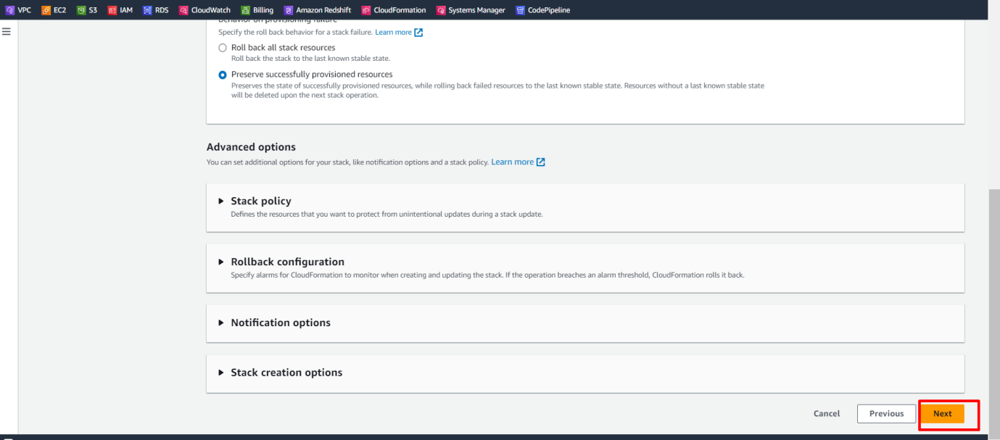 VPC EC2 S3 IAM RDS CloudWatch Billing Amazon Redshift CloudFormation Systems Manager CodePipeline
Behavior on provisioning failure
Specify the roll back behavior for a stack failure. Learn more
Roll back all stack resources
Roll back the stack to the last known stable state.
Preserve successfully provisioned resources
Preserves the state of successfully provisioned resources, while rolling back failed resources to the last known stable state. Resources without a last known stable state
will be deleted upon the next stack operation.
Advanced options
You can set additional options for your stack, like notification options and a stack policy. Learn more
Stack policy
Defines the resources that you want to protect from unintentional updates during a stack update.
Rollback configuration
Specify alarms for CloudFormation to monitor when creating and updating the stack. If the operation breaches an alarm threshold, CloudFormation rolls it back.
Notification options
Stack creation options
Cancel Previous Next